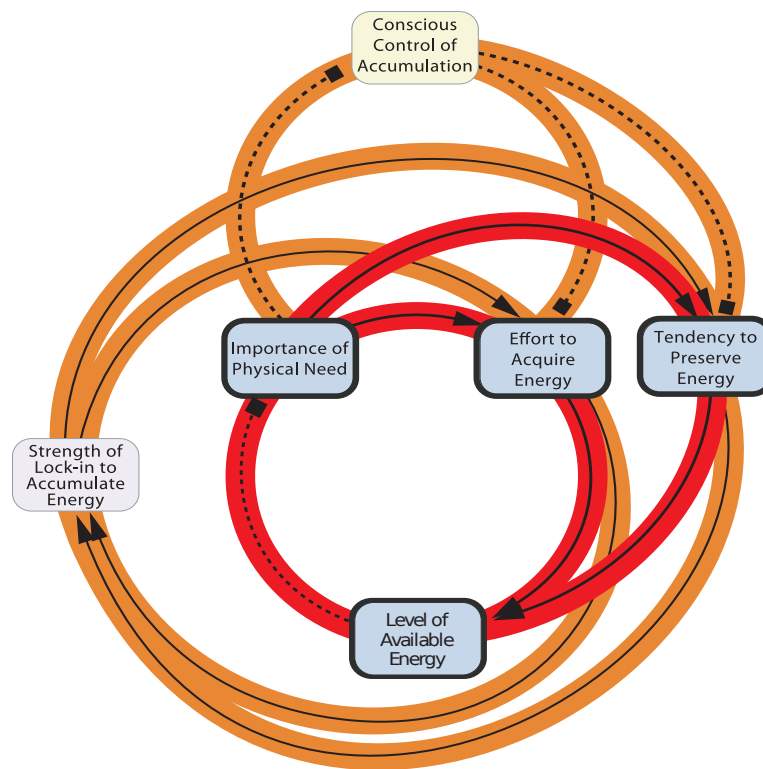 Conscious
Control of
Accumulation
Importance of
Physical Need
Effort to
Acquire
Energy
Tendency to
Preserve
Energy
Strength of
Lock-in to
Accumulate
Energy
Level of
Available
Energy